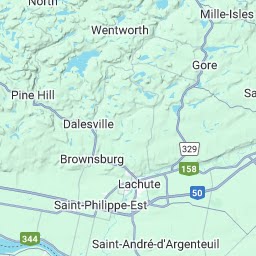 North
Mille-Isles
Wentworth
Gore
Pine Hill
Sa
Dalesville
329
Brownsburg
158
Lachute
50
Saint-Philippe-Est
344
Saint-André-d'Argenteuil